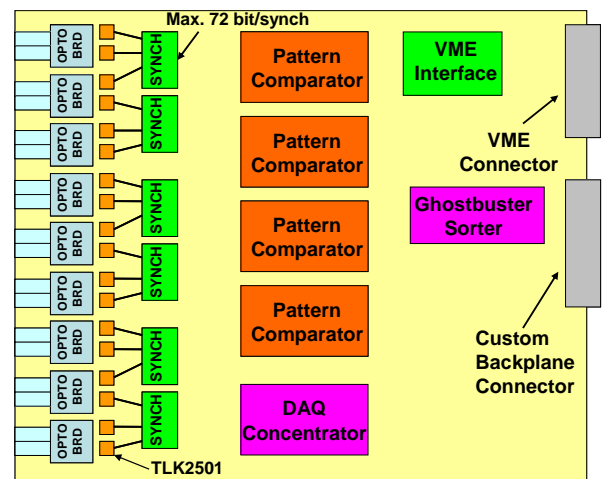 Max. 72 bit/synch
OPTO
BRD
OPTO
BRD
OPTO
BRD
OPTO
BRD
OPTO
BRD
OPTO
BRD
OPTO
BRD
OPTO
BRD
OPTO
BRD
SYNCH
SYNCH
SYNCH
SYNCH
SYNCH
SYNCH
TLK2501
Pattern
Comparator
Pattern
Comparator
Pattern
Comparator
Pattern
Comparator
DAQ
Concentrator
VME
Interface
VME
Connector
Ghostbuster
Sorter
Custom
Backplane
Connector